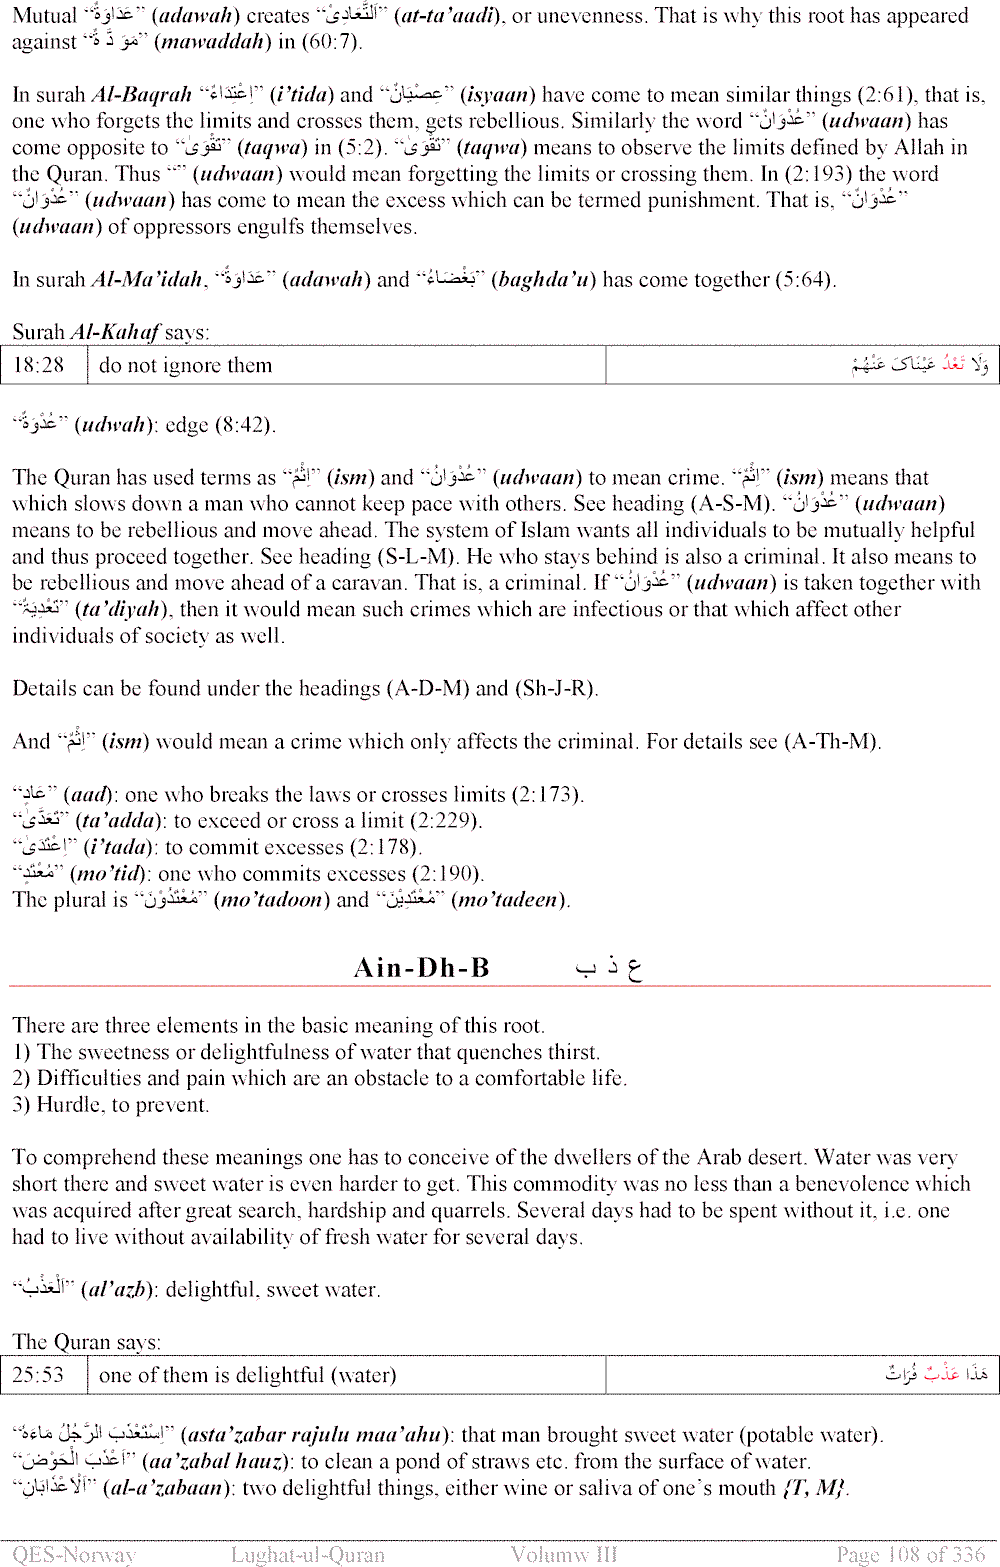 Mutual “عَدَاوَةٌ” (adawah) creates “اَلتَّعَادِیْ” (at-ta’aadi), or unevenness. That is why this root has appeared
against “مَوَ دَّ ةٌ” (mawaddah) in (60:7).
In surah Al-Baqrah “اِعْتِدَاءٌ” (i’tida) and “عِصْيَانٌ” (isyaan) have come to mean similar things (2:61), that is,
one who forgets the limits and crosses them, gets rebellious. Similarly the word “عُدْوَانٌ” (udwaan) has
come opposite to “تَقْویٰ” (taqwa) in (5:2). “تَقْویٰ” (taqwa) means to observe the limits defined by Allah in
the Quran. Thus “” (udwaan) would mean forgetting the limits or crossing them. In (2:193) the word
“عُدْوَانٌ” (udwaan) has come to mean the excess which can be termed punishment. That is, “عُدْوَانٌ”
(udwaan) of oppressors engulfs themselves.
In surah Al-Ma’idah, “عَدَاوَةٌ” (adawah) and “بَغْضَاءُ” (baghda’u) has come together (5:64).
Surah Al-Kahaf says:
18:28 do not ignore them وَلَا تَعْدُ عَيْنَاکَ عَنْهُمْ
“عُدْوَةٌ” (udwah): edge (8:42).
The Quran has used terms as “اِثْمٌ” (ism) and “عُدْوَانٌ” (udwaan) to mean crime. “اِثْمٌ” (ism) means that
which slows down a man who cannot keep pace with others. See heading (A-S-M). “عُدْوَانٌ” (udwaan)
means to be rebellious and move ahead. The system of Islam wants all individuals to be mutually helpful
and thus proceed together. See heading (S-L-M). He who stays behind is also a criminal. It also means to
be rebellious and move ahead of a caravan. That is, a criminal. If “عُدْوَانٌ” (udwaan) is taken together with
“تَعْدِيَۃٌ” (ta’diyah), then it would mean such crimes which are infectious or that which affect other
individuals of society as well.
Details can be found under the headings (A-D-M) and (Sh-J-R).
And “اِثْمٌ” (ism) would mean a crime which only affects the criminal. For details see (A-Th-M).
“عَادٍ” (aad): one who breaks the laws or crosses limits (2:173).
“تَعَدّٰی” (ta’adda): to exceed or cross a limit (2:229).
“اِعْتَدَیٰ” (i’tada): to commit excesses (2:178).
“مُعْتَدٍ” (mo’tid): one who commits excesses (2:190).
The plural is “مُعْتَدُوْنَ” (mo’tadoon) and “مُعْتَدِيْنَ” (mo’tadeen).
Ain-Dh-B ع ذ ب
There are three elements in the basic meaning of this root.
1) The sweetness or delightfulness of water that quenches thirst.
2) Difficulties and pain which are an obstacle to a comfortable life.
3) Hurdle, to prevent.
To comprehend these meanings one has to conceive of the dwellers of the Arab desert. Water was very
short there and sweet water is even harder to get. This commodity was no less than a benevolence which
was acquired after great search, hardship and quarrels. Several days had to be spent without it, i.e. one
had to live without availability of fresh water for several days.
“اَلْعَذْبُ” (al’azb): delightful, sweet water.
The Quran says:
25:53 one of them is delightful (water) هَذَا عَذْبٌ فُرَاتٌ
“اِسْتَعْذَبَ الرَّجُلُ مَاءَهٗ” (asta’zabar rajulu maa’ahu): that man brought sweet water (potable water).
“اَعْذَبَ الْحَوْضَ” (aa’zabal hauz): to clean a pond of straws etc. from the surface of water.
“اَلْاَعْذَابَانِ” (al-a’zabaan): two delightful things, either wine or saliva of one’s mouth {T, M}.
QES-Norway Lughat-ul-Quran Volumw III Page 108 of 336